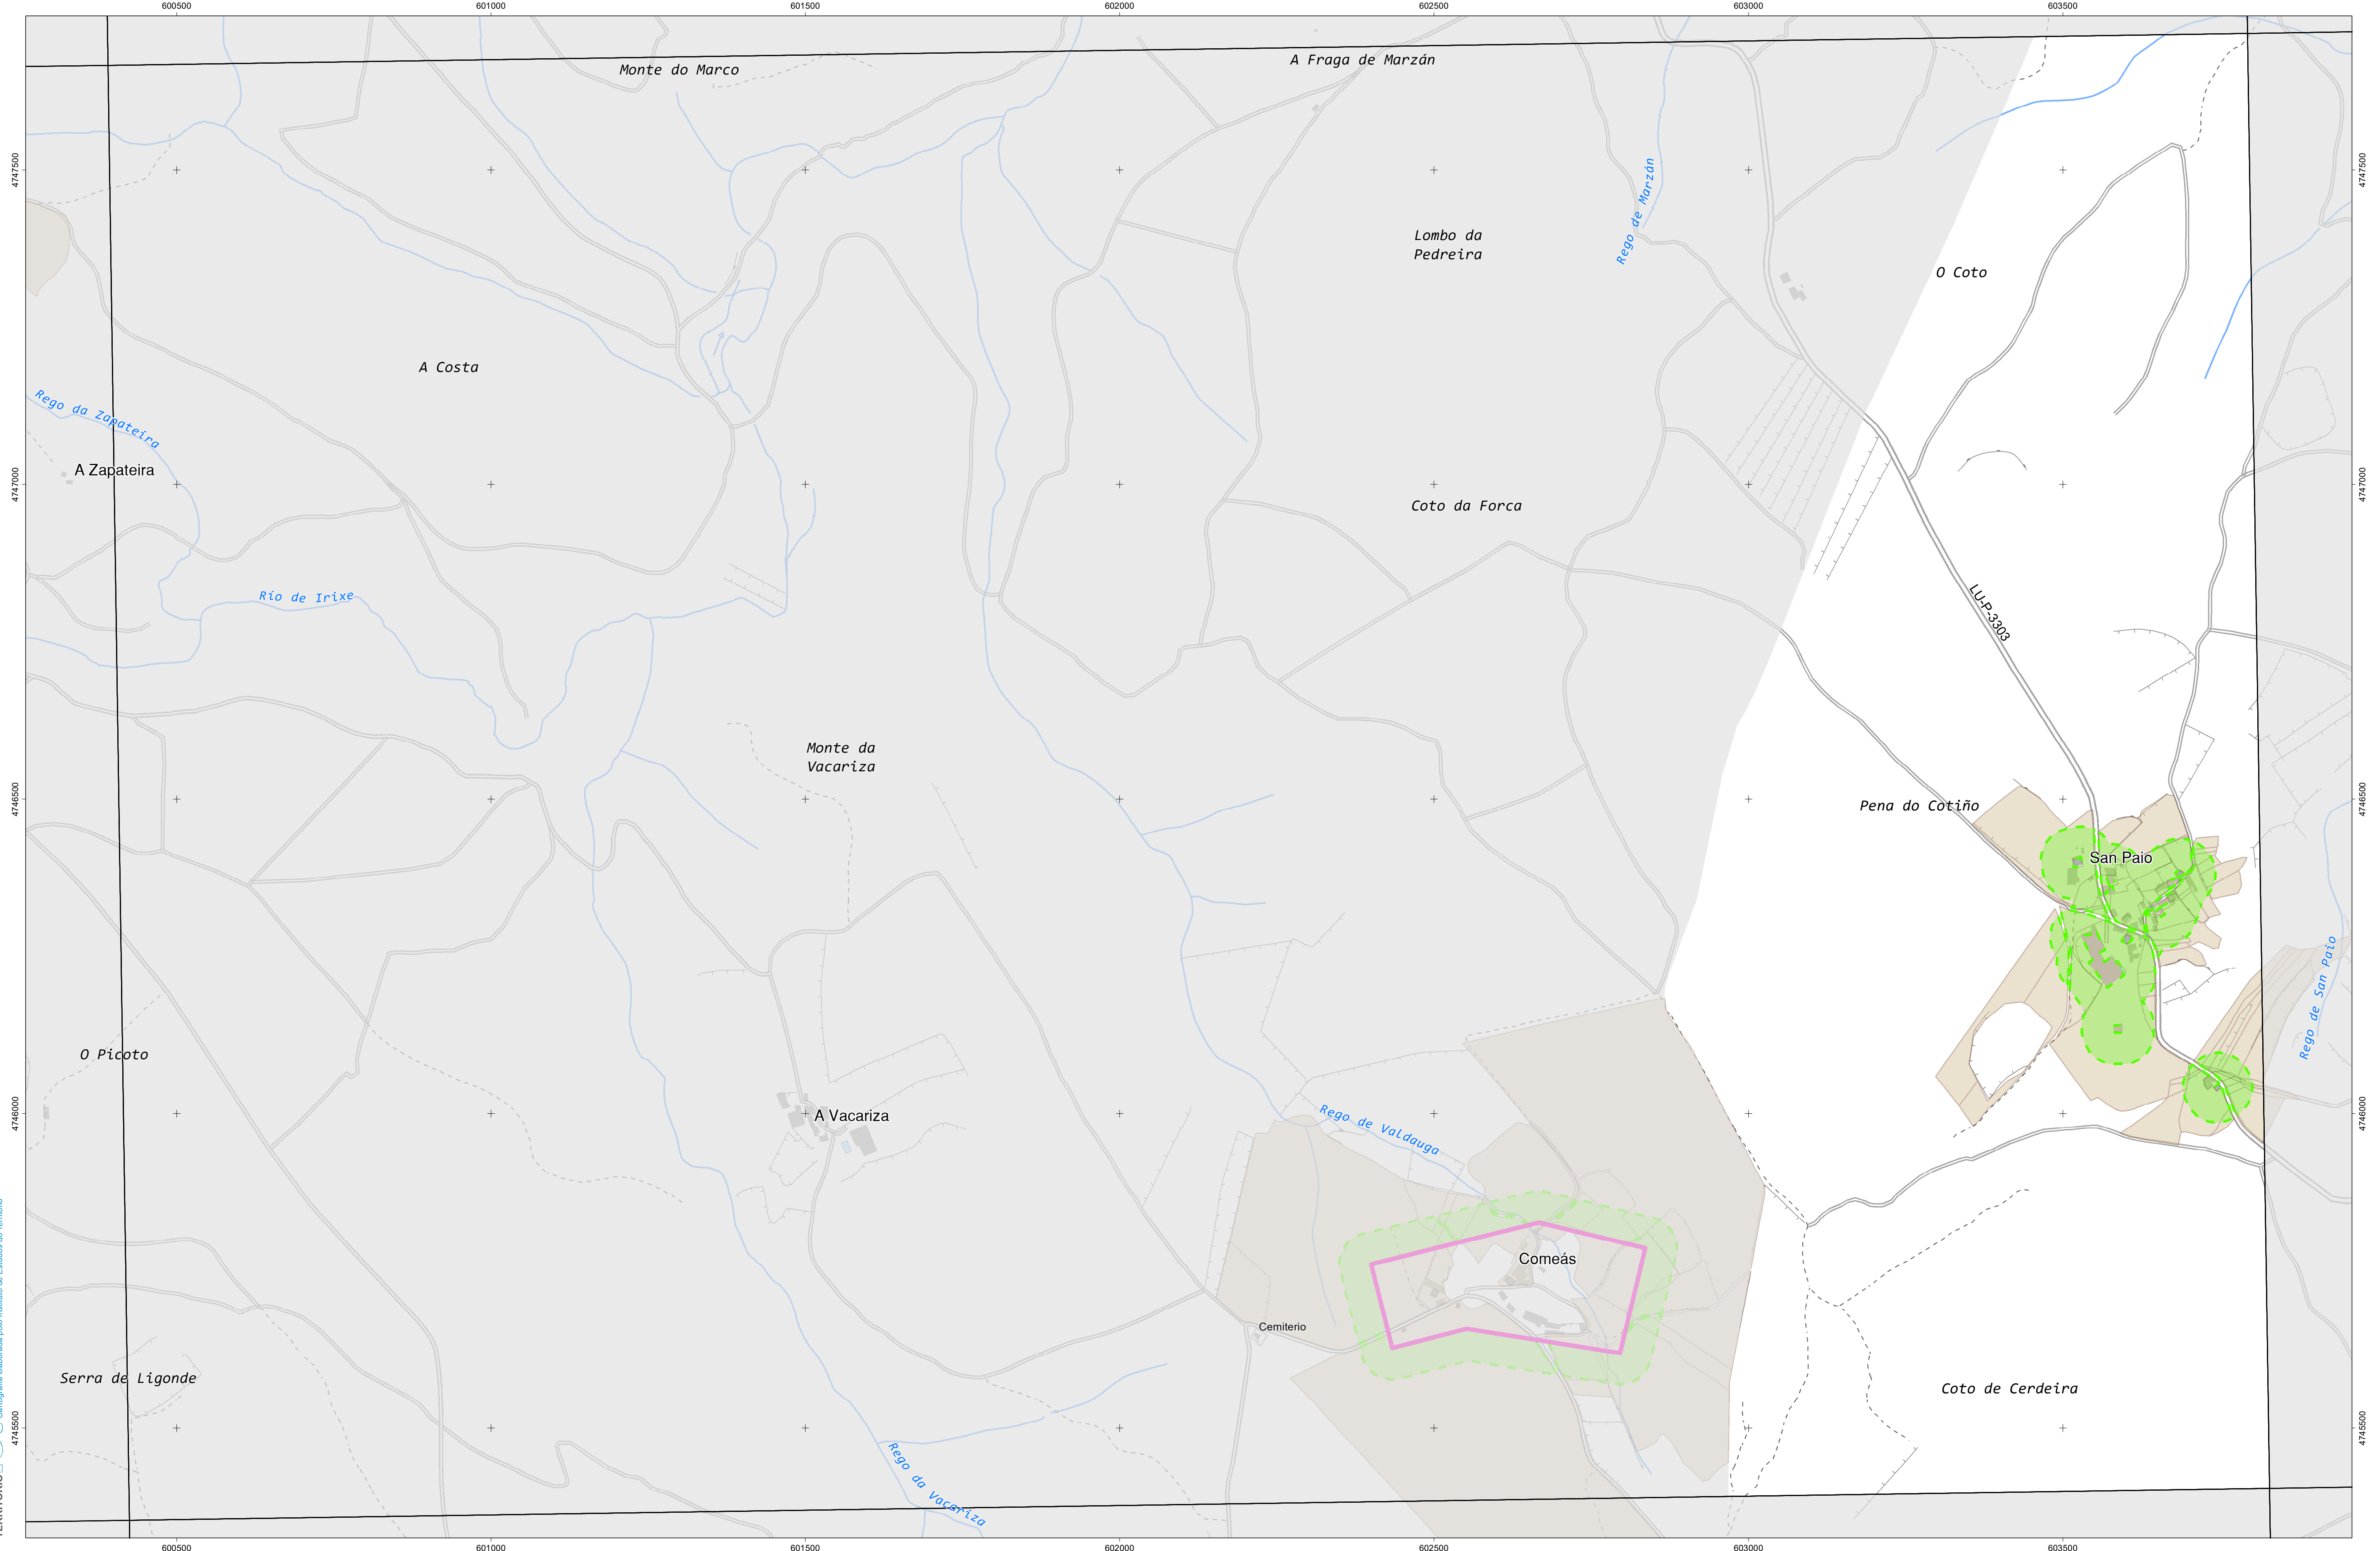 600500 601000 601500 602000 602500 603000 603500
Monte do Marco
A Fraga de Marzán
4747500
4747500
Rego de Marzán
Lombo da
Pedreira
O Coto
A Costa
Rego da Zapateira
A Zapateira
4747000
4747000
Coto da Forca
Río de Irixe
LU-P-3303
Monte da
Vacariza
4746500
4746500
Pena do Cotiño
San Paio
Rego de San Paio
O Picoto
4746000
4746000
A Vacariza
Rego de Valdauga
Comeás
Cemiterio
Serra de Ligonde
Coto de Cerdeira
4745500
4745500
Rego da Vacariza
600500 601000 601500 602000 602500 603000 603500